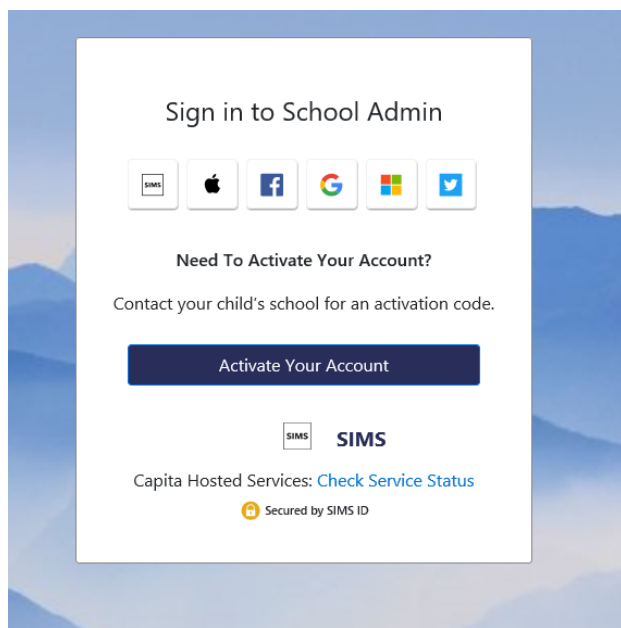 Sign in to School Admin
SIMS
Need To Activate Your Account?
Contact your child's school for an activation code.
Activate Your Account
SIMS SIMS
Capita Hosted Services: Check Service Status
Secured by SIMS ID